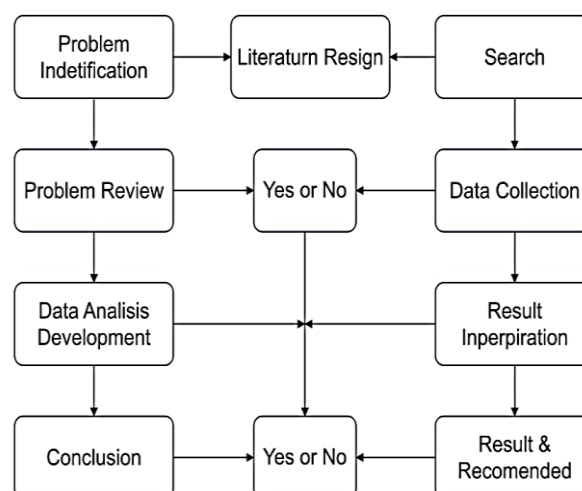 Problem
Indetification
Literaturn Resign
Search
Problem Review
Yes or No
Data Collection
Data Analisis
Development
Result
Inperpiration
Conclusion
Yes or No
Result &
Recomended